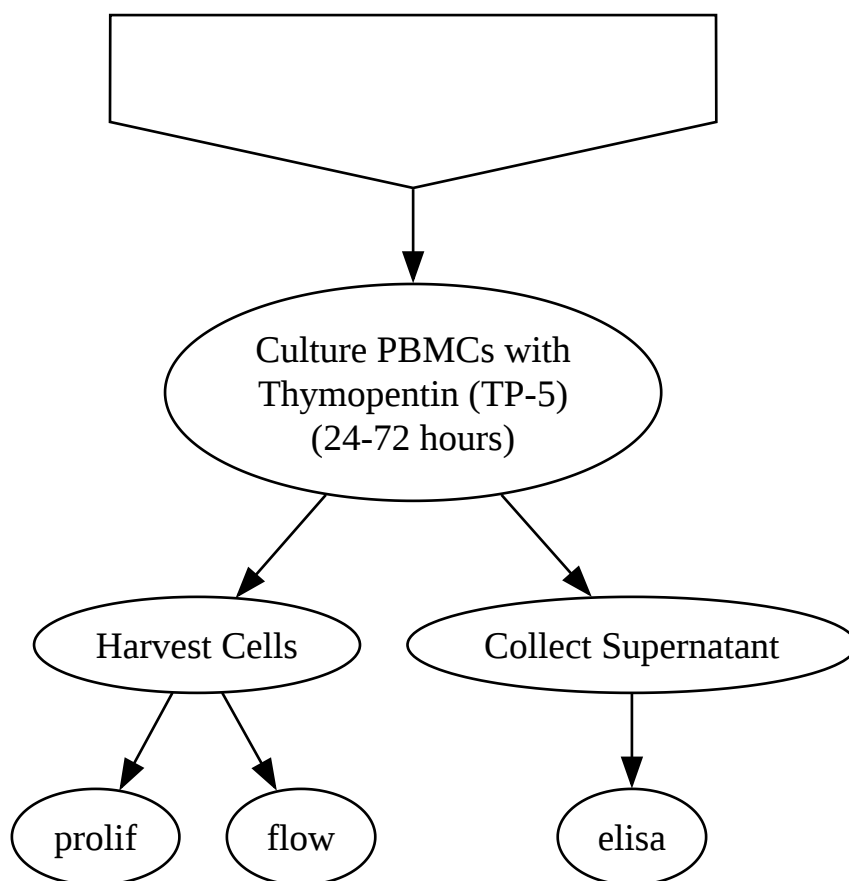 Culture PBMCs with
Thymopentin (TP-5)
(24-72 hours)
Harvest Cells
Collect Supernatant
prolif
flow
elisa